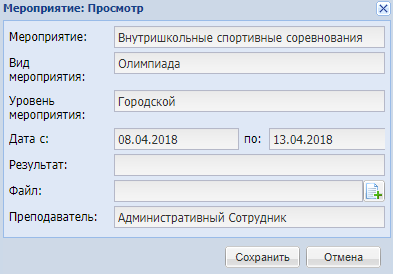 Мероприятие: Просмотр
Мероприятие: Внутришкольные спортивные соревнования
Вид мероприятия: Олимпиада
Уровень мероприятия: Городской
Дата с: 08.04.2018 по: 13.04.2018
Результат:
Файл:
Преподаватель: Административный Сотрудник
Сохранить Отмена